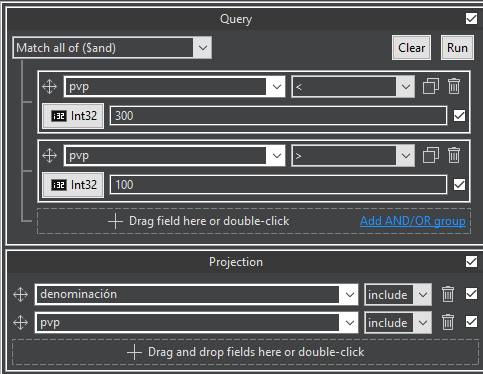 Query
Match all of ($and)
Clear
Run
pvp <
i32 Int32 300
pvp >
i32 Int32 100
Drag field here or double-click Add AND/OR group
Projection
denominación include
pvp include
Drag and drop fields here or double-click